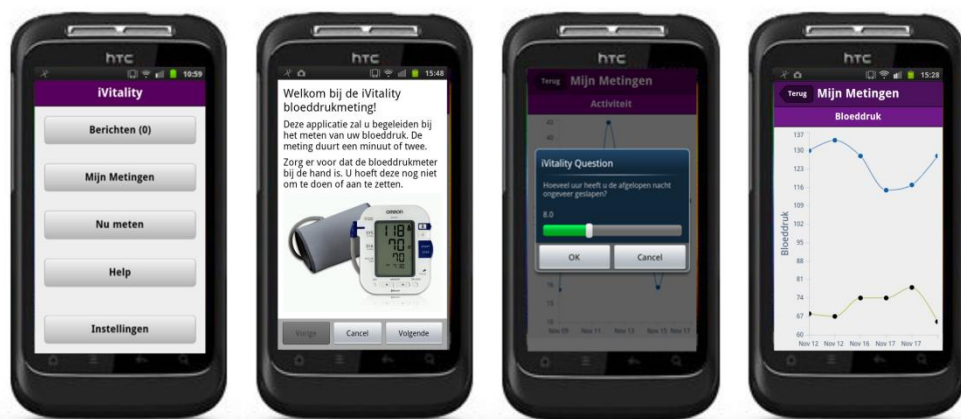 htc
10:59
iVitality
Berichten (0)
Mijn Metingen
Nu meten
Help
Instellingen
htc
15:48
Welkom bij de iVitality
bloeddrukmeting!
Deze applicatie zal u begeleiden bij
het meten van uw bloeddruk. De
meting duurt een minuut of twee.
Zorg er voor dat de bloeddrukmeter
bij de hand is. U hoeft deze nog niet
om te doen of aan te zetten.
OMRON
118
70
70
Vorige
Cancel
Volgende
htc
Terug
Mijn Metingen
Activiteit
iVitality Question
Hoeveel uur heeft u de afgelopen nacht
ongeveer geslapen?
8.0
OK
Cancel
Nov 09 Nov 11 Nov 13 Nov 15 Nov 17
htc
15:28
Terug
Mijn Metingen
Bloeddruk
137
130
123
116
109
102
95
88
81
74
67
60
Bloeddruk
Nov 12 Nov 12 Nov 16 Nov 17 Nov 17